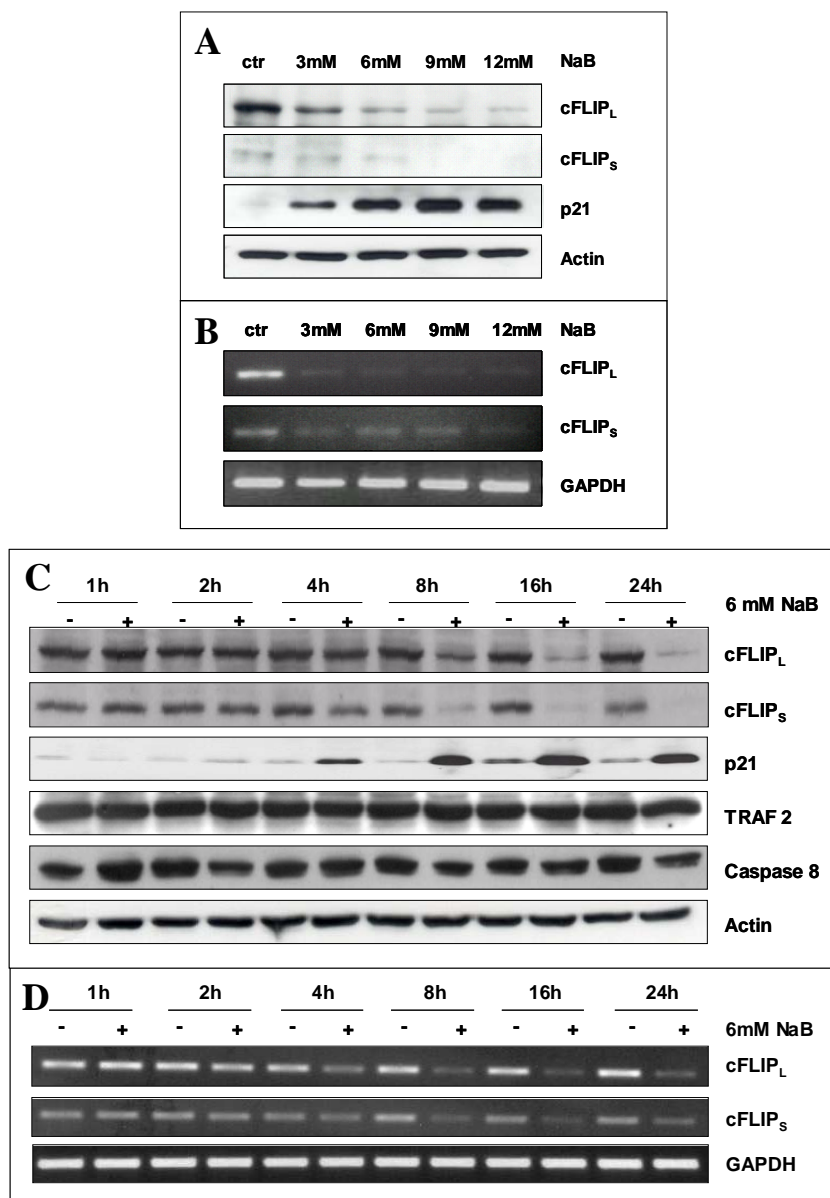 A
ctr 3mM 6mM 9mM 12mM NaB
cFLIPL
cFLIPS
p21
Actin
B
ctr 3mM 6mM 9mM 12mM NaB
cFLIPL
cFLIPS
GAPDH
C
1h 2h 4h 8h 16h 24h
6 mM NaB
- + - + - + - + - + - +
cFLIPL
cFLIPS
p21
TRAF 2
Caspase 8
Actin
D
1h 2h 4h 8h 16h 24h
- + - + - + - + - + - + 6mM NaB
cFLIPL
cFLIPS
GAPDH